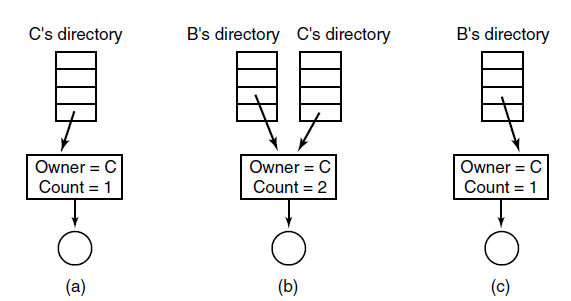 C's directory
B's directory C's directory
B's directory
Owner = C
Count = 1
Owner = C
Count = 2
Owner = C
Count = 1
(a)
(b)
(c)